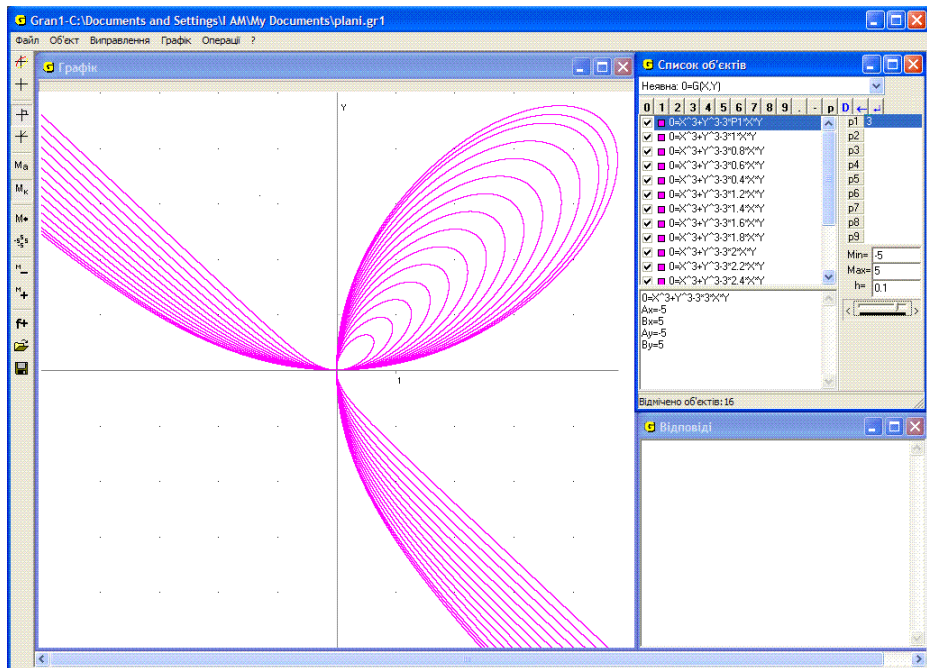 Gran1-C:\Documents and Settings\I AM\My Documents\plani.gr1
Файл Об'єкт Виправлення Графік Операції ?
Графік
Y
1
Список об'єктів
Неявна: 0=G(X,Y)
0 1 2 3 4 5 6 7 8 9 . - p D ← ↵
0=X^3+Y^3-3*P1*X*Y
0=X^3+Y^3-3*1*X*Y
0=X^3+Y^3-3*0.8*X*Y
0=X^3+Y^3-3*0.6*X*Y
0=X^3+Y^3-3*0.4*X*Y
0=X^3+Y^3-3*1.2*X*Y
0=X^3+Y^3-3*1.4*X*Y
0=X^3+Y^3-3*1.6*X*Y
0=X^3+Y^3-3*1.8*X*Y
0=X^3+Y^3-3*2*X*Y
0=X^3+Y^3-3*2.2*X*Y
0=X^3+Y^3-3*2.4*X*Y
p1 3
p2
p3
p4
p5
p6
p7
p8
p9
Min= -5
Max= 5
h= 0.1
0=X^3+Y^3-3*3*X*Y
Ax=-5
Bx=5
Ay=-5
By=5
Відмічено об'єктів:16
Відповіді
Ma
Mк
M
M
M
f+